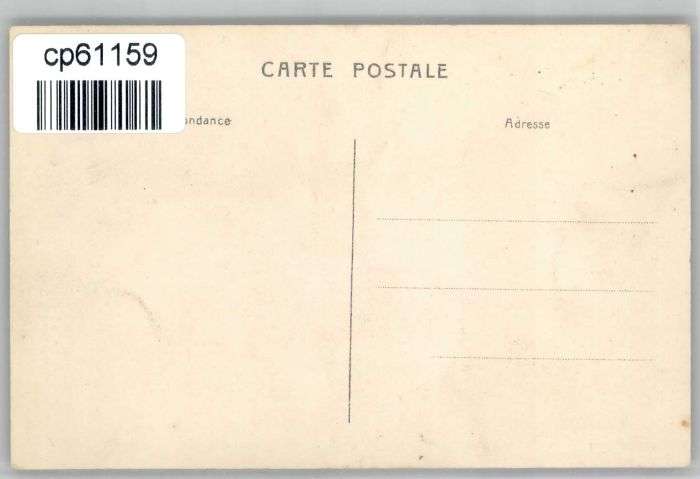 cp61159
CARTE POSTALE
ondance
Adresse